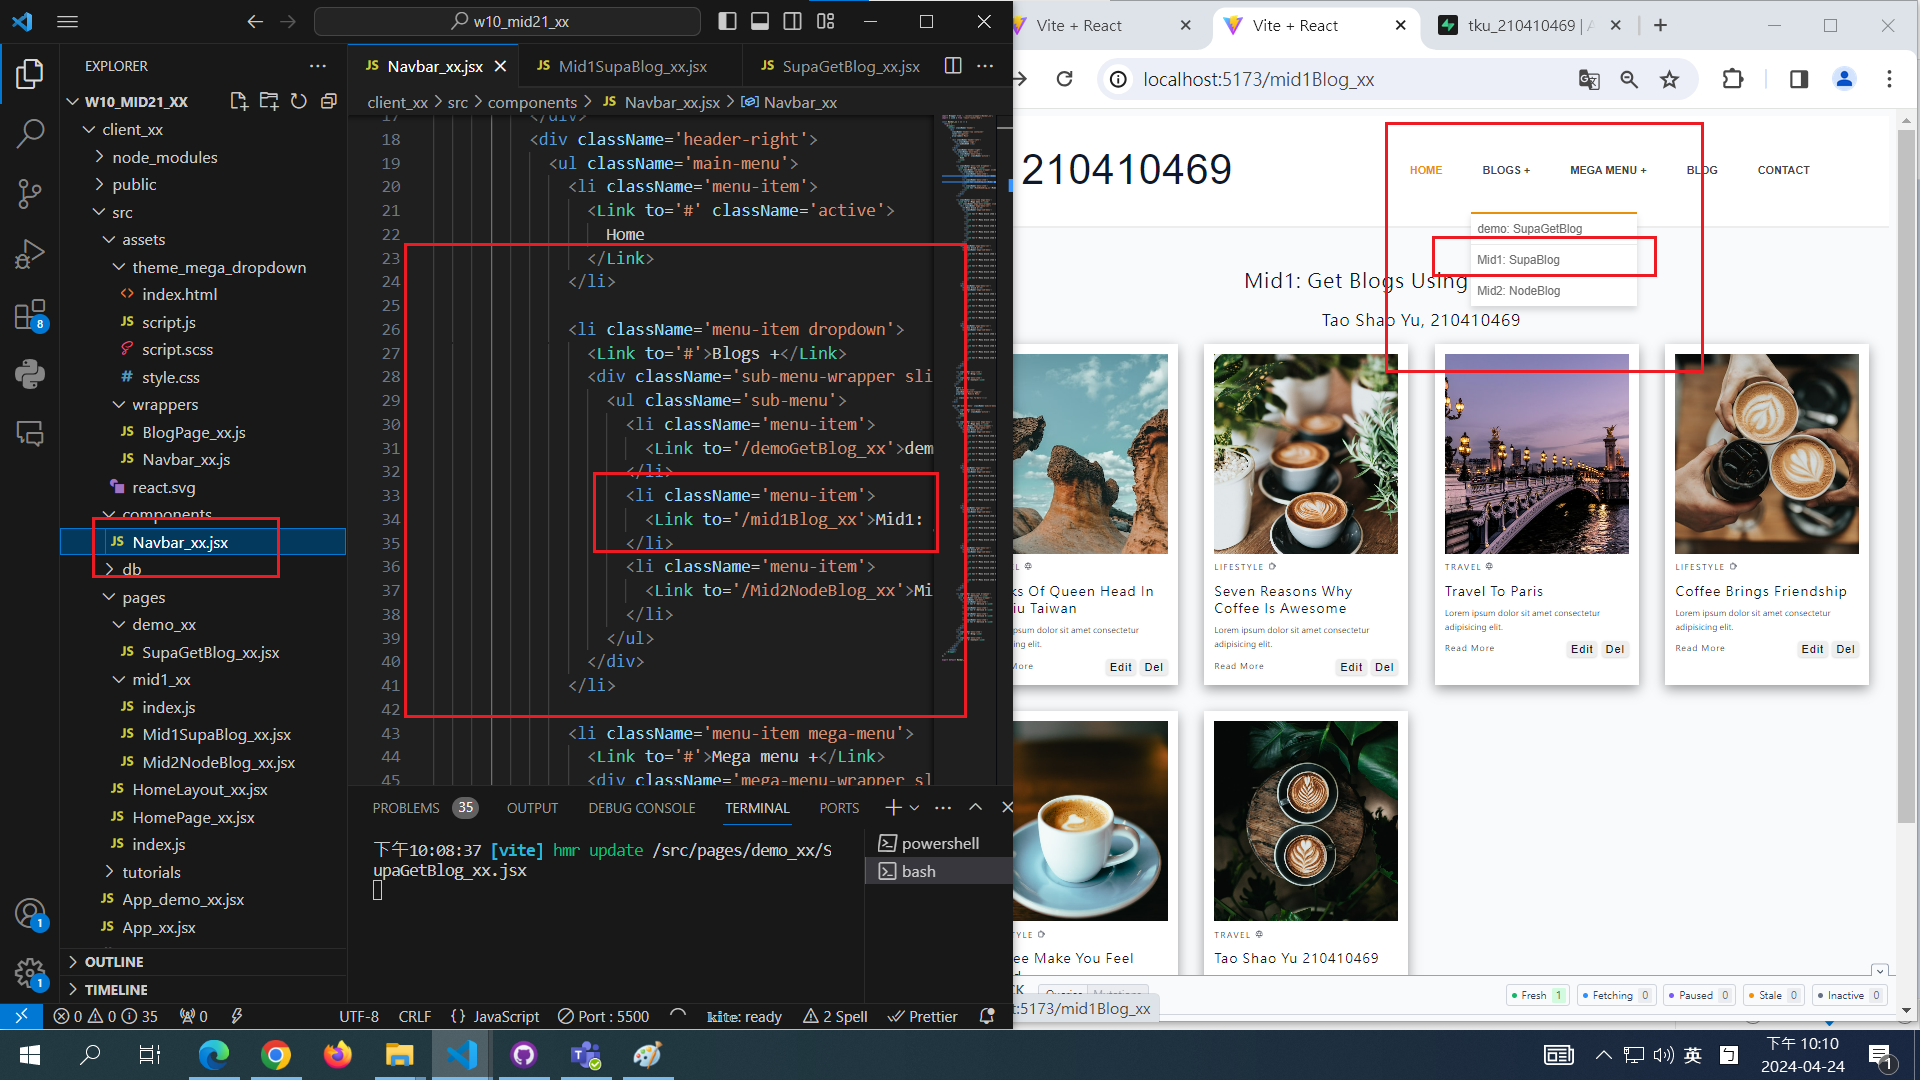 w10_mid21_xx
EXPLORER
W10_MID21_XX
client_xx
node_modules
public
src
assets
theme_mega_dropdown
index.html
script.js
script.scss
style.css
wrappers
BlogPage_xx.js
Navbar_xx.js
react.svg
components
Navbar_xx.jsx
db
pages
demo_xx
SupaGetBlog_xx.jsx
mid1_xx
index.js
Mid1SupaBlog_xx.jsx
Mid2NodeBlog_xx.jsx
HomeLayout_xx.jsx
HomePage_xx.jsx
index.js
tutorials
App_demo_xx.jsx
App_xx.jsx
OUTLINE
TIMELINE
8
1
1
Navbar_xx.jsx
Mid1SupaBlog_xx.jsx
SupaGetBlog_xx.jsx
client_xx > src > components > JS Navbar_xx.jsx > Navbar_xx
17 </div>
18 <div className='header-right'>
19 <ul className='main-menu'>
20 <li className='menu-item'>
21 <Link to='#' className='active'>
22 Home
23 </Link>
24 </li>
25
26 <li className='menu-item dropdown'>
27 <Link to='#'>Blogs +</Link>
28 <div className='sub-menu-wrapper sli
29 <ul className='sub-menu'>
30 <li className='menu-item'>
31 <Link to='/demoGetBlog_xx'>dem
32 </li>
33 <li className='menu-item'>
34 <Link to='/mid1Blog_xx'>Mid1:
35 </li>
36 <li className='menu-item'>
37 <Link to='/Mid2NodeBlog_xx'>Mi
38 </li>
39 </ul>
40 </div>
41 </li>
42
43 <li className='menu-item mega-menu'>
44 <Link to='#'>Mega menu +</Link>
45 <div className='mega-menu-wrapper sl
PROBLEMS 35 OUTPUT DEBUG CONSOLE TERMINAL PORTS
下午10:08:37 [vite] hmr update /src/pages/demo_xx/S
upaGetBlog_xx.jsx
powershell
bash
0 0 35 0 UTF-8 CRLF {} JavaScript Port : 5500 kite: ready 2 Spell Prettier
Vite + React
Vite + React
tku_210410469 | A
localhost:5173/mid1Blog_xx
210410469
HOME BLOGS + MEGA MENU + BLOG CONTACT
demo: SupaGetBlog
Mid1: SupaBlog
Mid2: NodeBlog
Mid1: Get Blogs Using
Tao Shao Yu, 210410469
ks Of Queen Head In
iu Taiwan
psum dolor sit amet consectetur
adipisicing elit.
More
Edit Del
LIFESTYLE
Seven Reasons Why
Coffee Is Awesome
Lorem ipsum dolor sit amet consectetur
adipisicing elit.
Read More
Edit Del
TRAVEL
Travel To Paris
Lorem ipsum dolor sit amet consectetur
adipisicing elit.
Read More
Edit Del
LIFESTYLE
Coffee Brings Friendship
Lorem ipsum dolor sit amet consectetur
adipisicing elit.
Read More
Edit Del
TYLE
ee Make You Feel
TRAVEL
Tao Shao Yu 210410469
Fresh 1 Fetching 0 Paused 0 Stale 0 Inactive 0
t:5173/mid1Blog_xx
英
下午 10:10
2024-04-24
1